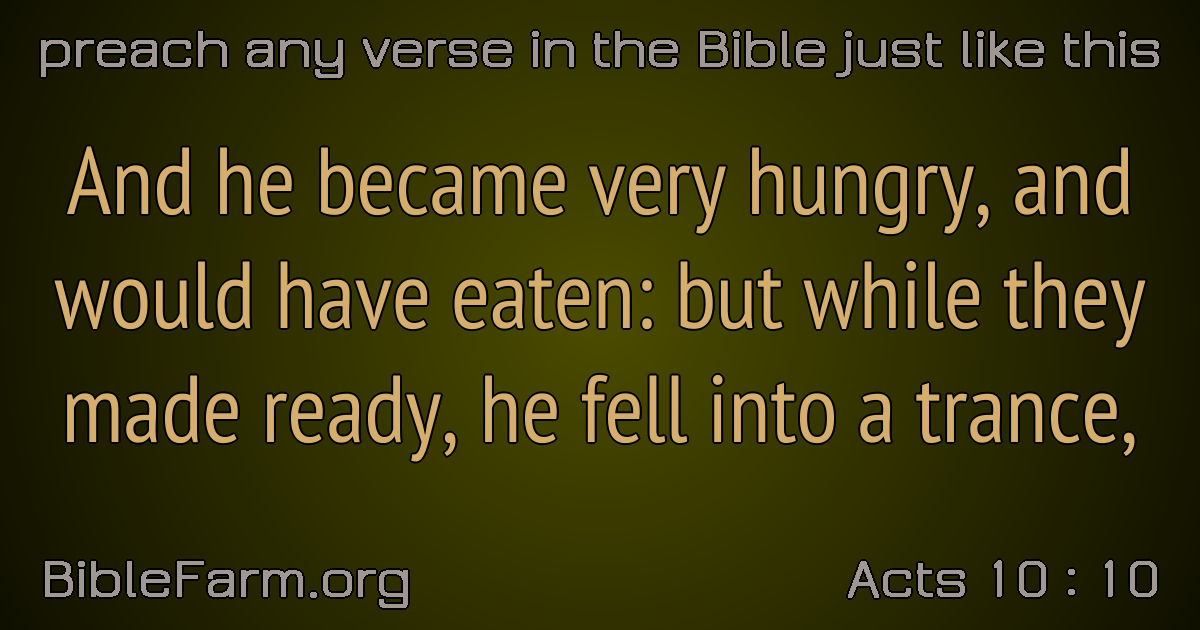 preach any verse in the Bible just like this
And he became very hungry, and
would have eaten: but while they
made ready, he fell into a trance,
BibleFarm.org
Acts 10 : 10